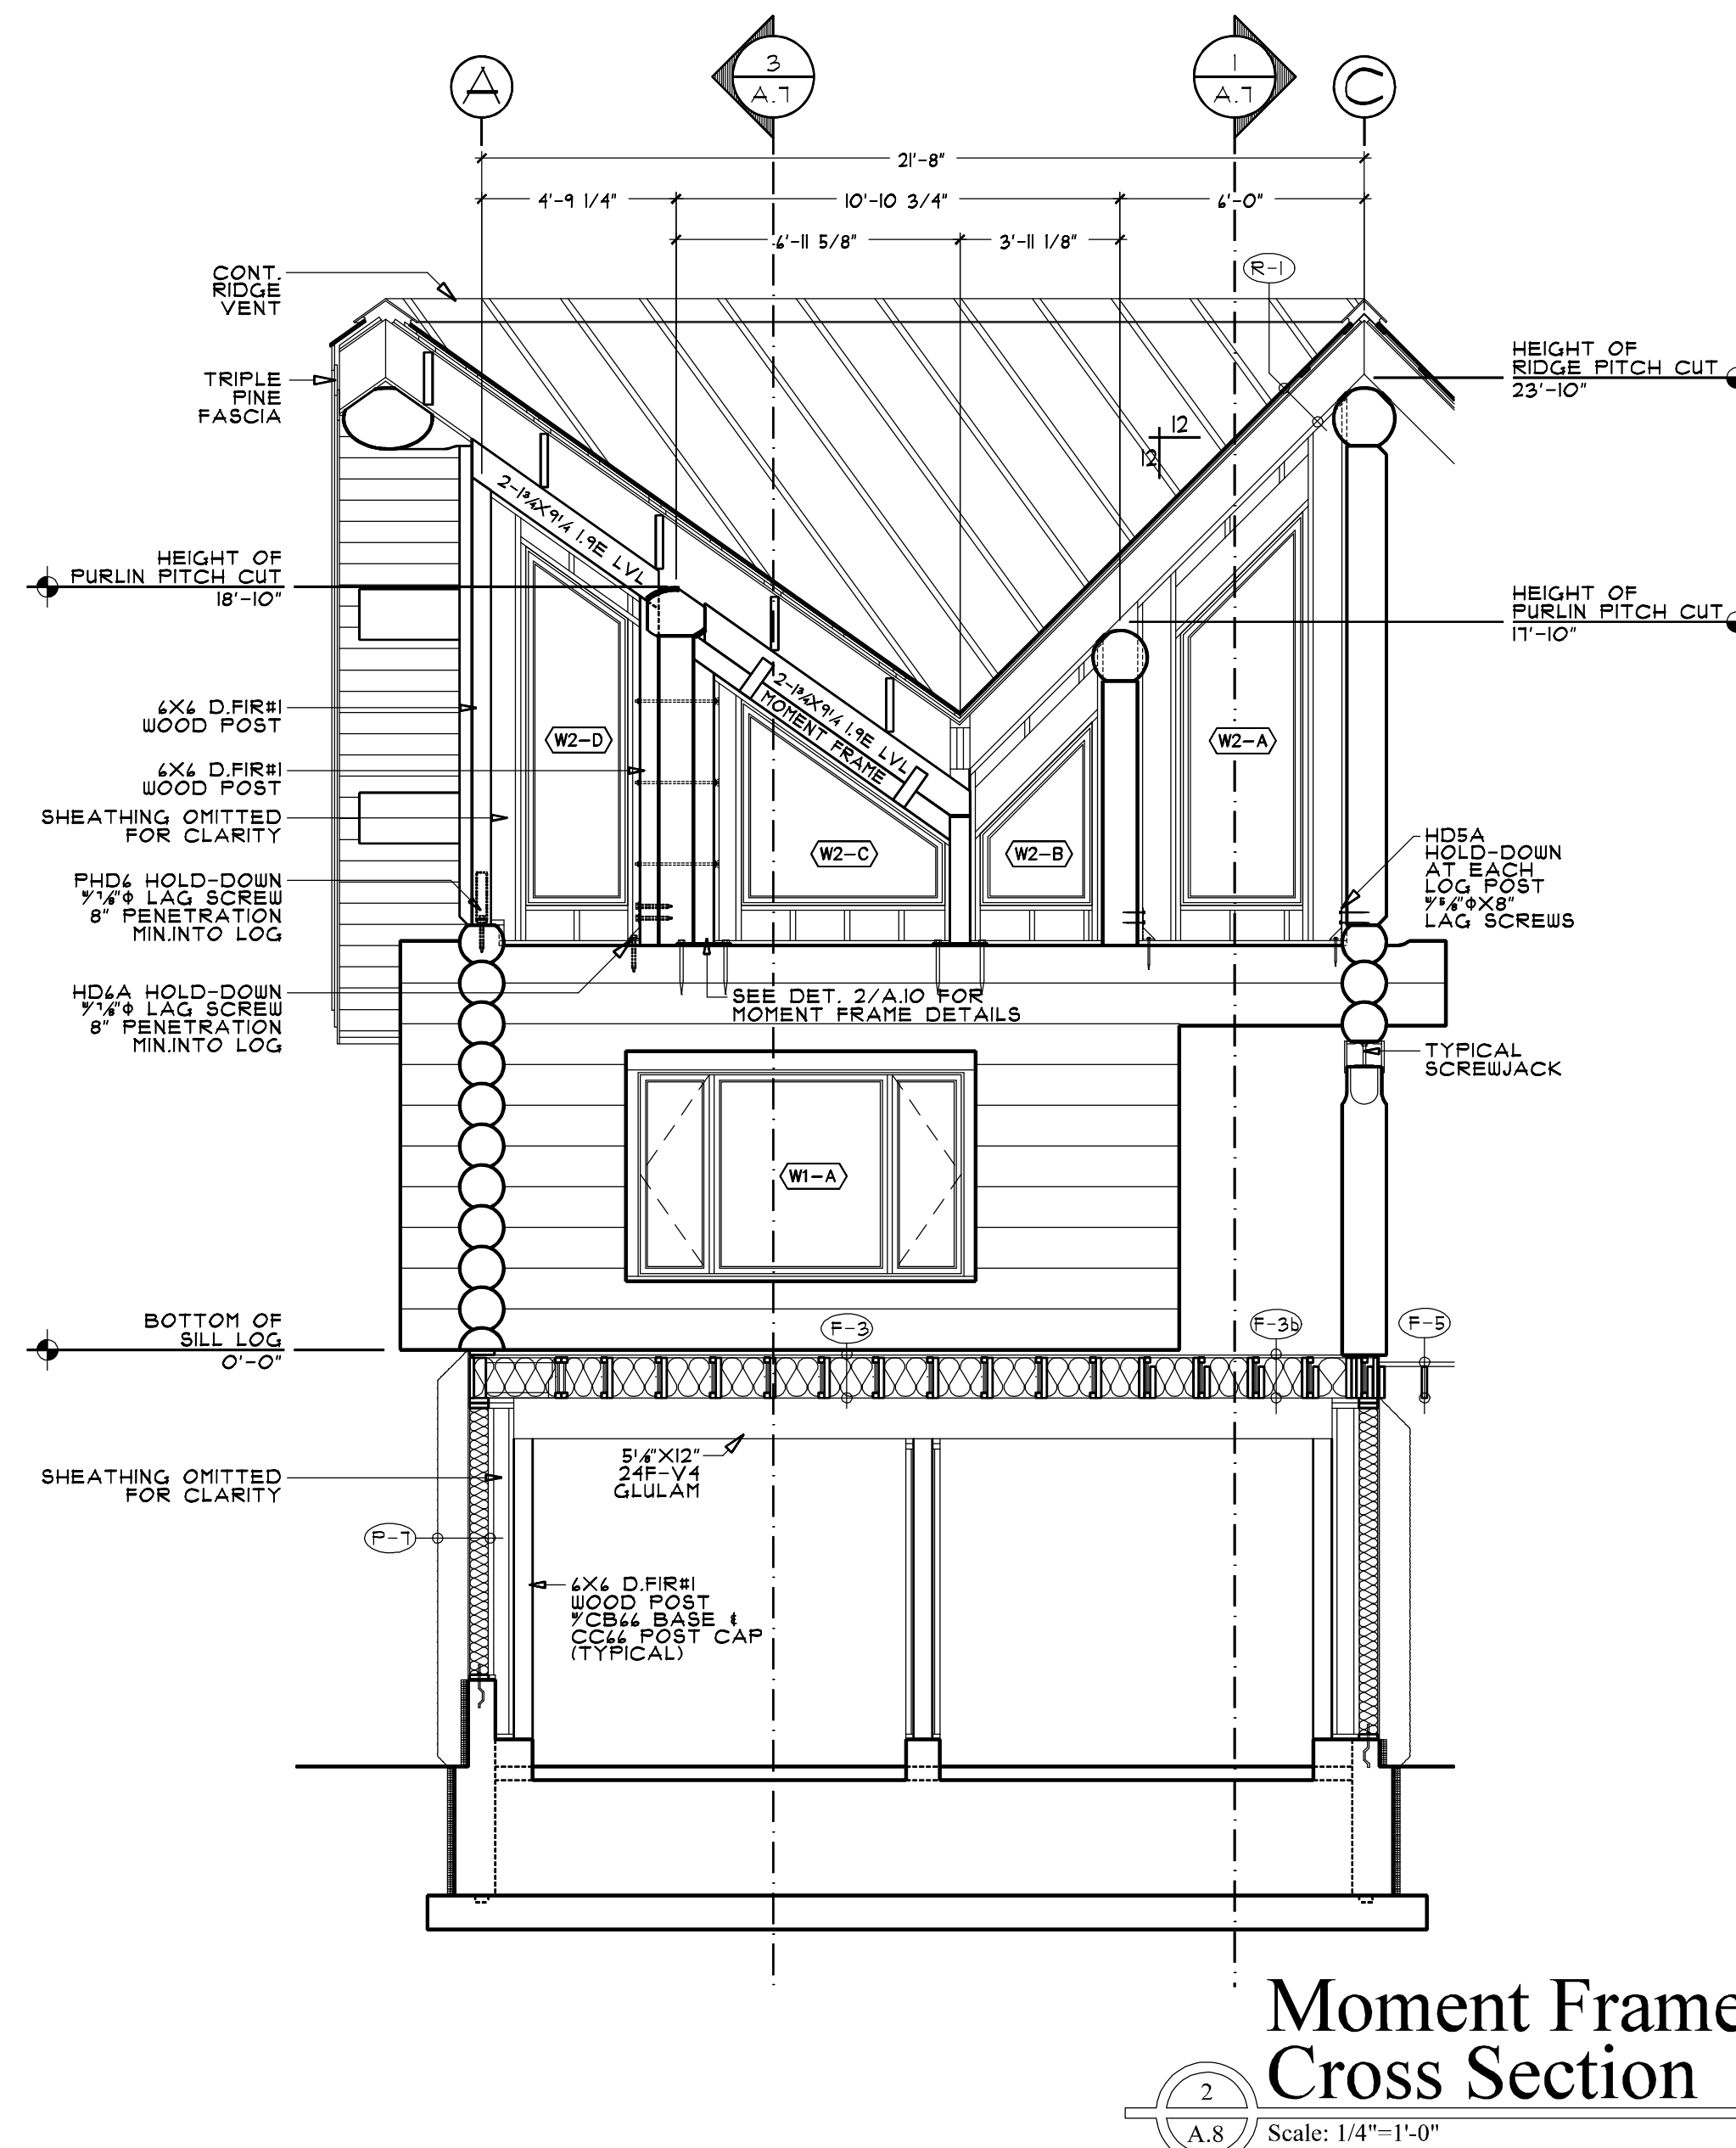 A
3
A.7
1
A.7
C
21'-8"
4'-9 1/4"
10'-10 3/4"
6'-0"
6'-11 5/8"
3'-11 1/8"
R-1
CONT.
RIDGE
VENT
TRIPLE
PINE
FASCIA
HEIGHT OF
RIDGE PITCH CUT
23'-10"
12
12
2-1¾X9¼ 1.9E LVL
HEIGHT OF
PURLIN PITCH CUT
18'-10"
HEIGHT OF
PURLIN PITCH CUT
17'-10"
2-1¾X9¼ 1.9E LVL
MOMENT FRAME
6X6 D.FIR#1
WOOD POST
6X6 D.FIR#1
WOOD POST
SHEATHING OMITTED
FOR CLARITY
W2-D
W2-A
W2-C
W2-B
PHD6 HOLD-DOWN
W/ 7/8"Φ LAG SCREW
8" PENETRATION
MIN.INTO LOG
HD5A
HOLD-DOWN
AT EACH
LOG POST
W/ 5/8"ΦX8"
LAG SCREWS
HD6A HOLD-DOWN
W/ 7/8"Φ LAG SCREW
8" PENETRATION
MIN.INTO LOG
SEE DET. 2/A.10 FOR
MOMENT FRAME DETAILS
TYPICAL
SCREWJACK
W1-A
BOTTOM OF
SILL LOG
0'-0"
F-3
F-3b
F-5
5⅛"X12"
24F-V4
GLULAM
SHEATHING OMITTED
FOR CLARITY
P-7
6X6 D.FIR#1
WOOD POST
W/CB66 BASE &
CC66 POST CAP
(TYPICAL)
Moment Frame
Cross Section
2
A.8
Scale: 1/4"=1'-0"